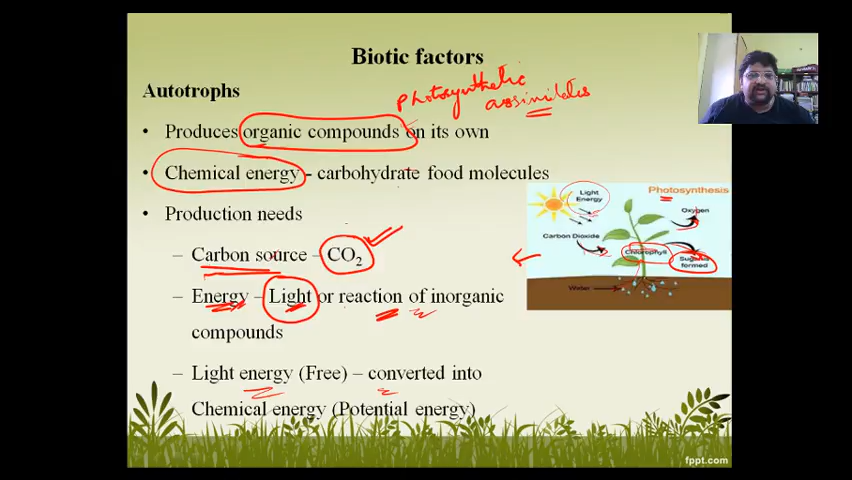 Biotic factors
Autotrophs
photosynthetic
assimilates
• Produces organic compounds on its own
• Chemical energy - carbohydrate food molecules
• Production needs
– Carbon source – CO2
– Energy – Light or reaction of inorganic
compounds
– Light energy (Free) – converted into
Chemical energy (Potential energy)
Light
Energy
Photosynthesis
Oxygen
Carbon Dioxide
Chlorophyll
formed
Water
fppt.com